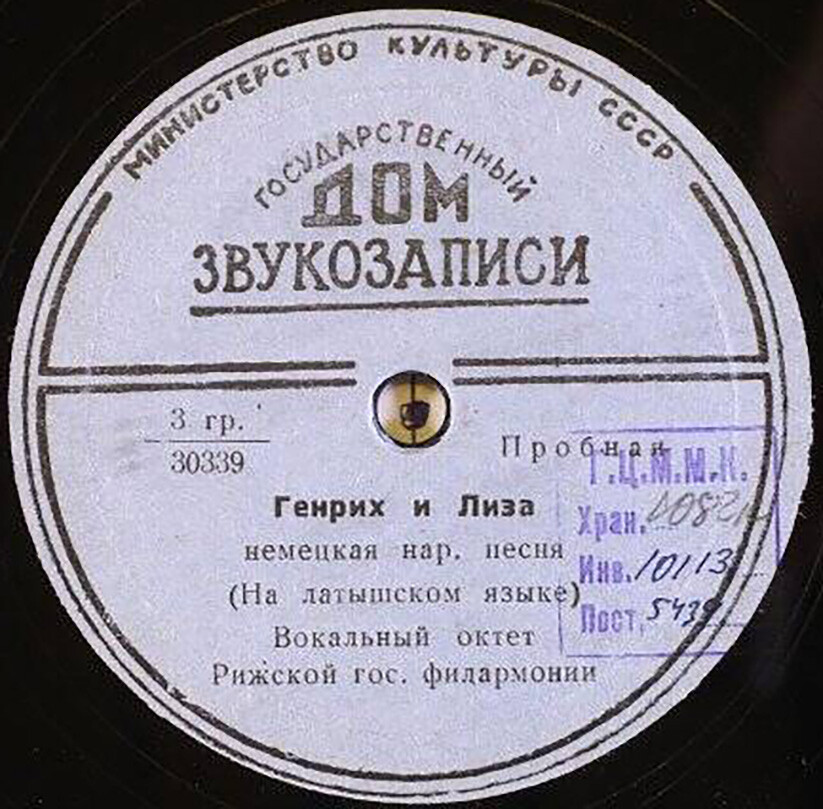 МИНИСТЕРСТВО КУЛЬТУРЫ СССР
ГОСУДАРСТВЕННЫЙ
ДОМ
ЗВУКОЗАПИСИ
3 гр.
30339
Пробная
Г.Ц.М.М.К.
Хран.
Инв. 10113
Пост.
Генрих и Лиза
немецкая нар. песня
(На латышском языке)
Вокальный октет
Рижской гос. филармонии